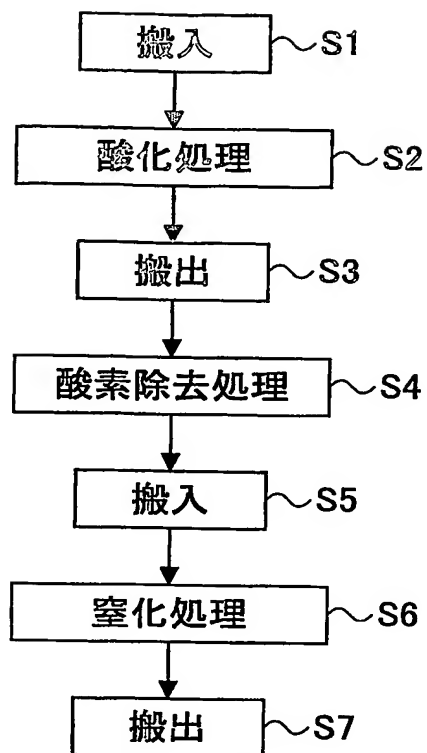 搬入 S1
酸化処理 S2
搬出 S3
酸素除去処理 S4
搬入 S5
窒化処理 S6
搬出 S7